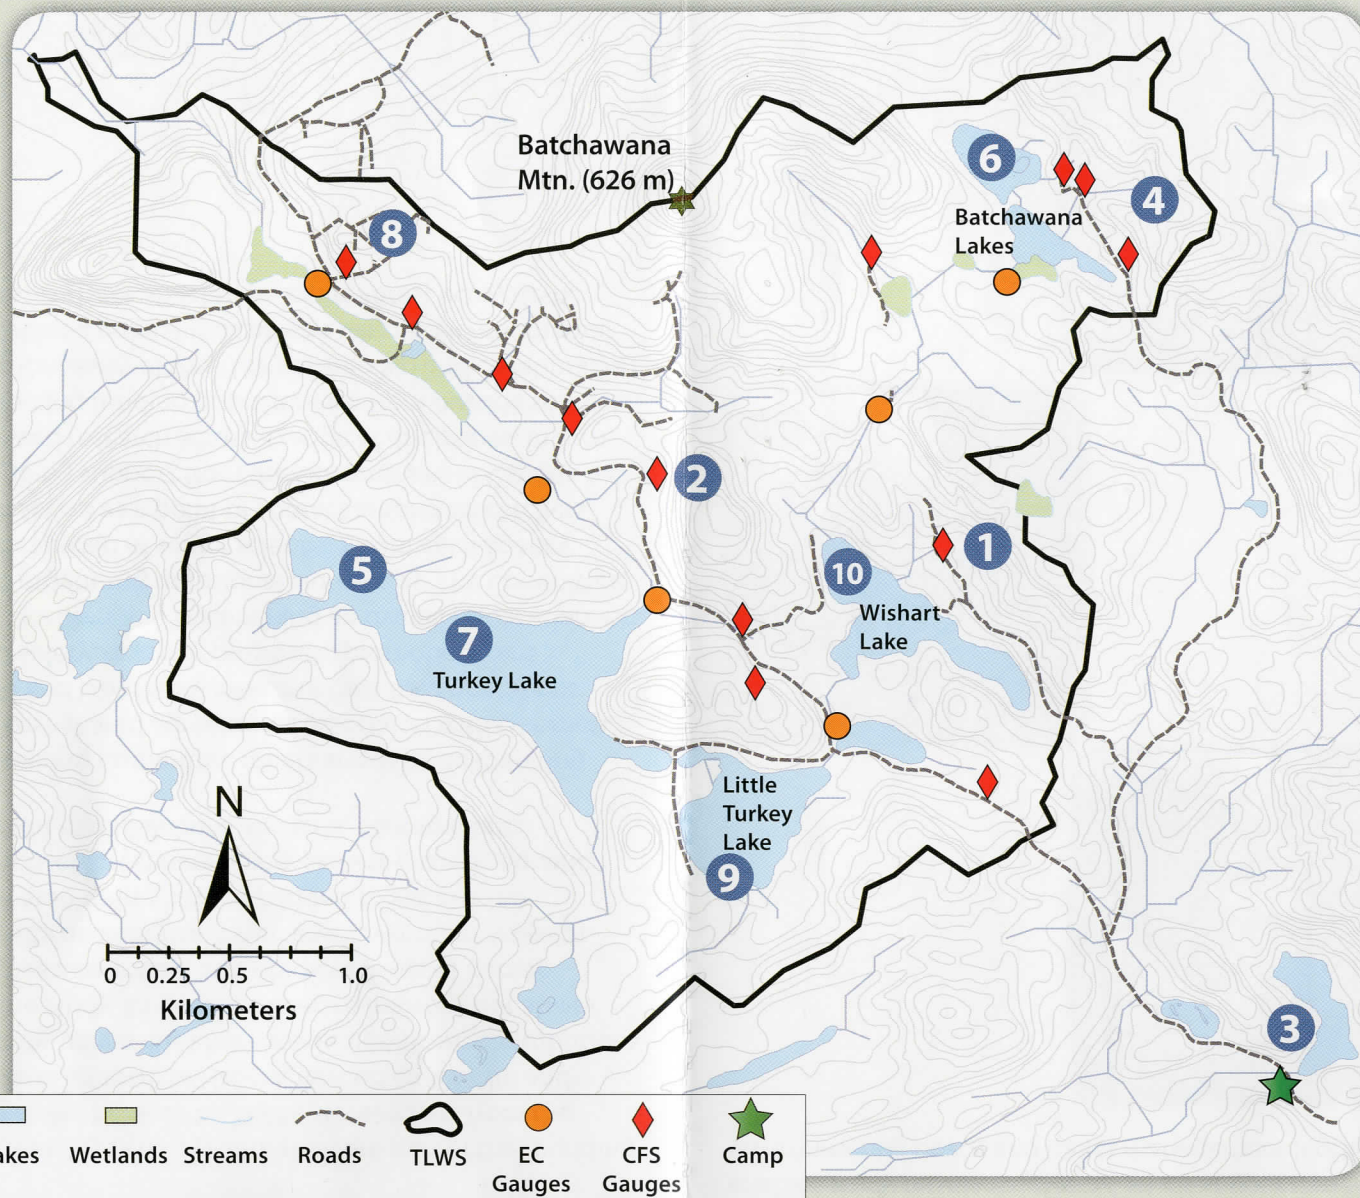 Batchawana
Mtn. (626 m)
6
4
Batchawana
Lakes
8
2
1
5
10
Wishart
Lake
7
Turkey Lake
Little
Turkey
Lake
9
N
0 0.25 0.5 1.0
Kilometers
3
akes Wetlands Streams Roads TLWS EC
Gauges CFS
Gauges Camp